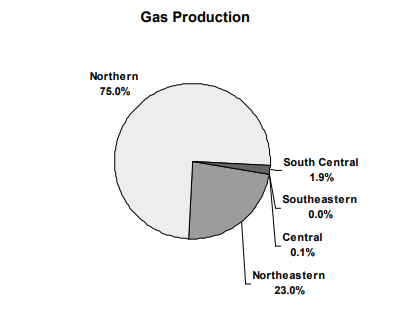 Gas Production
Northern
75.0%
South Central
1.9%
Southeastern
0.0%
Central
0.1%
Northeastern
23.0%